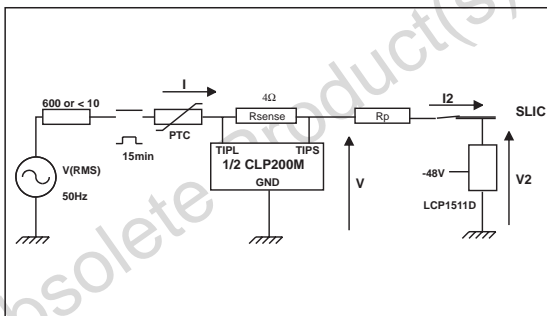 600 or < 10
I
4Ω
I2
SLIC
Rsense
Rp
PTC
15min
TIPL
TIPS
1/2 CLP200M
GND
V(RMS)
50Hz
V
-48V
V2
LCP1511D
bsolete Product(s)